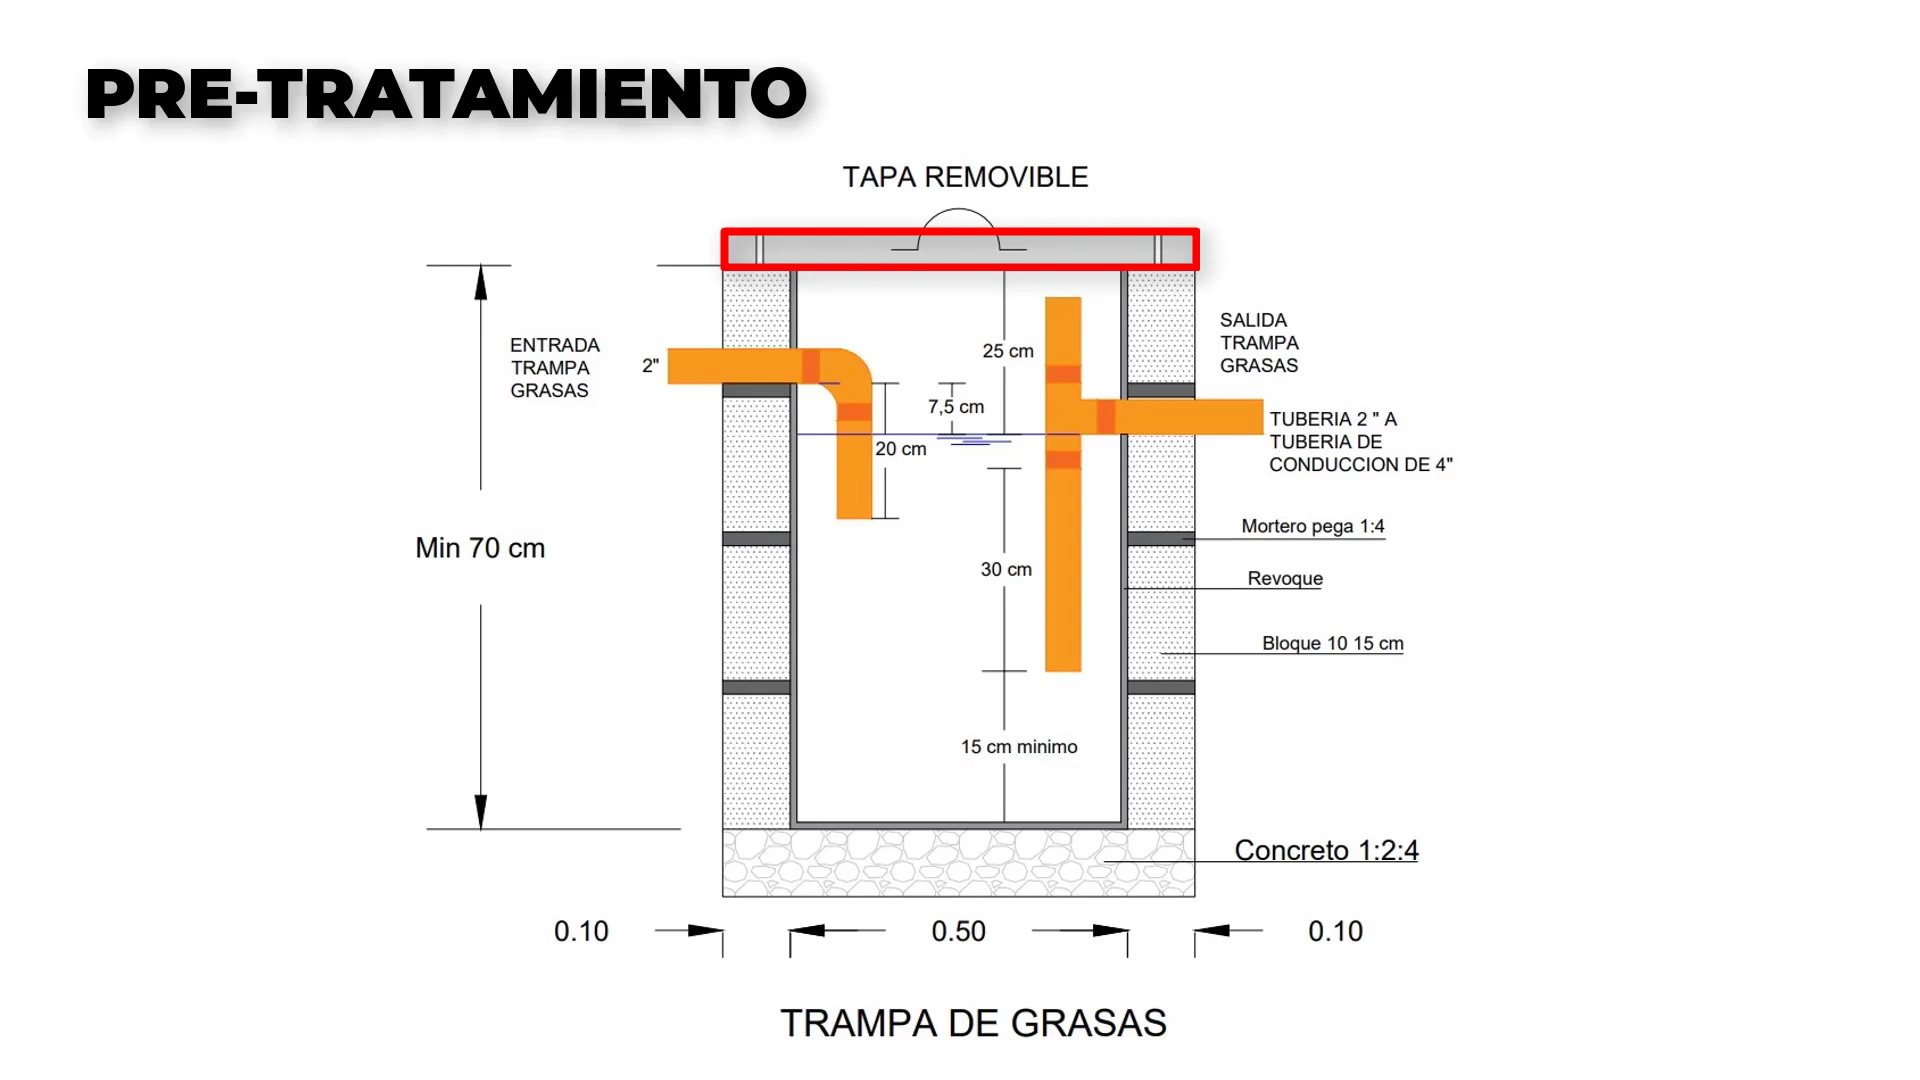 PRE-TRATAMIENTO
TAPA REMOVIBLE
ENTRADA
TRAMPA
GRASAS
2"
25 cm
7,5 cm
20 cm
SALIDA
TRAMPA
GRASAS
TUBERIA 2 " A
TUBERIA DE
CONDUCCION DE 4"
Mortero pega 1:4
Min 70 cm
30 cm
Revoque
Bloque 10 15 cm
15 cm minimo
Concreto 1:2:4
0.10
0.50
0.10
TRAMPA DE GRASAS